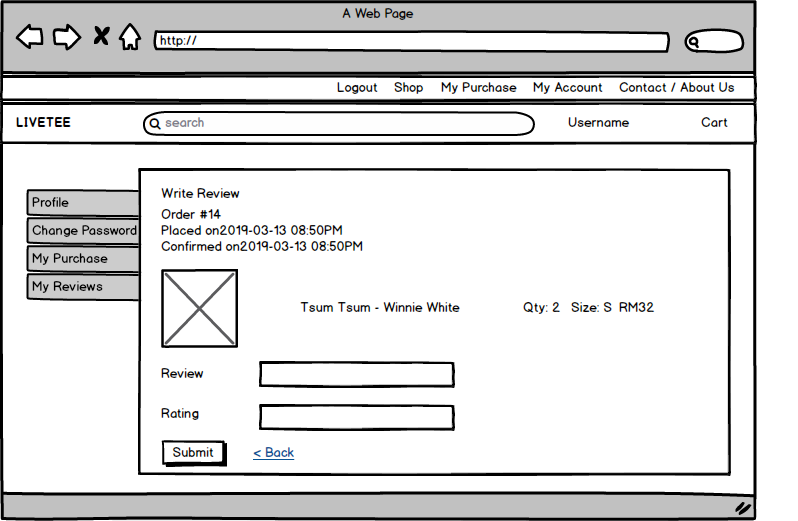 A Web Page
http://
Logout Shop My Purchase My Account Contact / About Us
LIVETEE search Username Cart
Profile
Change Password
My Purchase
My Reviews
Write Review
Order #14
Placed on2019-03-13 08:50PM
Confirmed on2019-03-13 08:50PM
Tsum Tsum - Winnie White Qty: 2 Size: S RM32
Review
Rating
Submit < Back